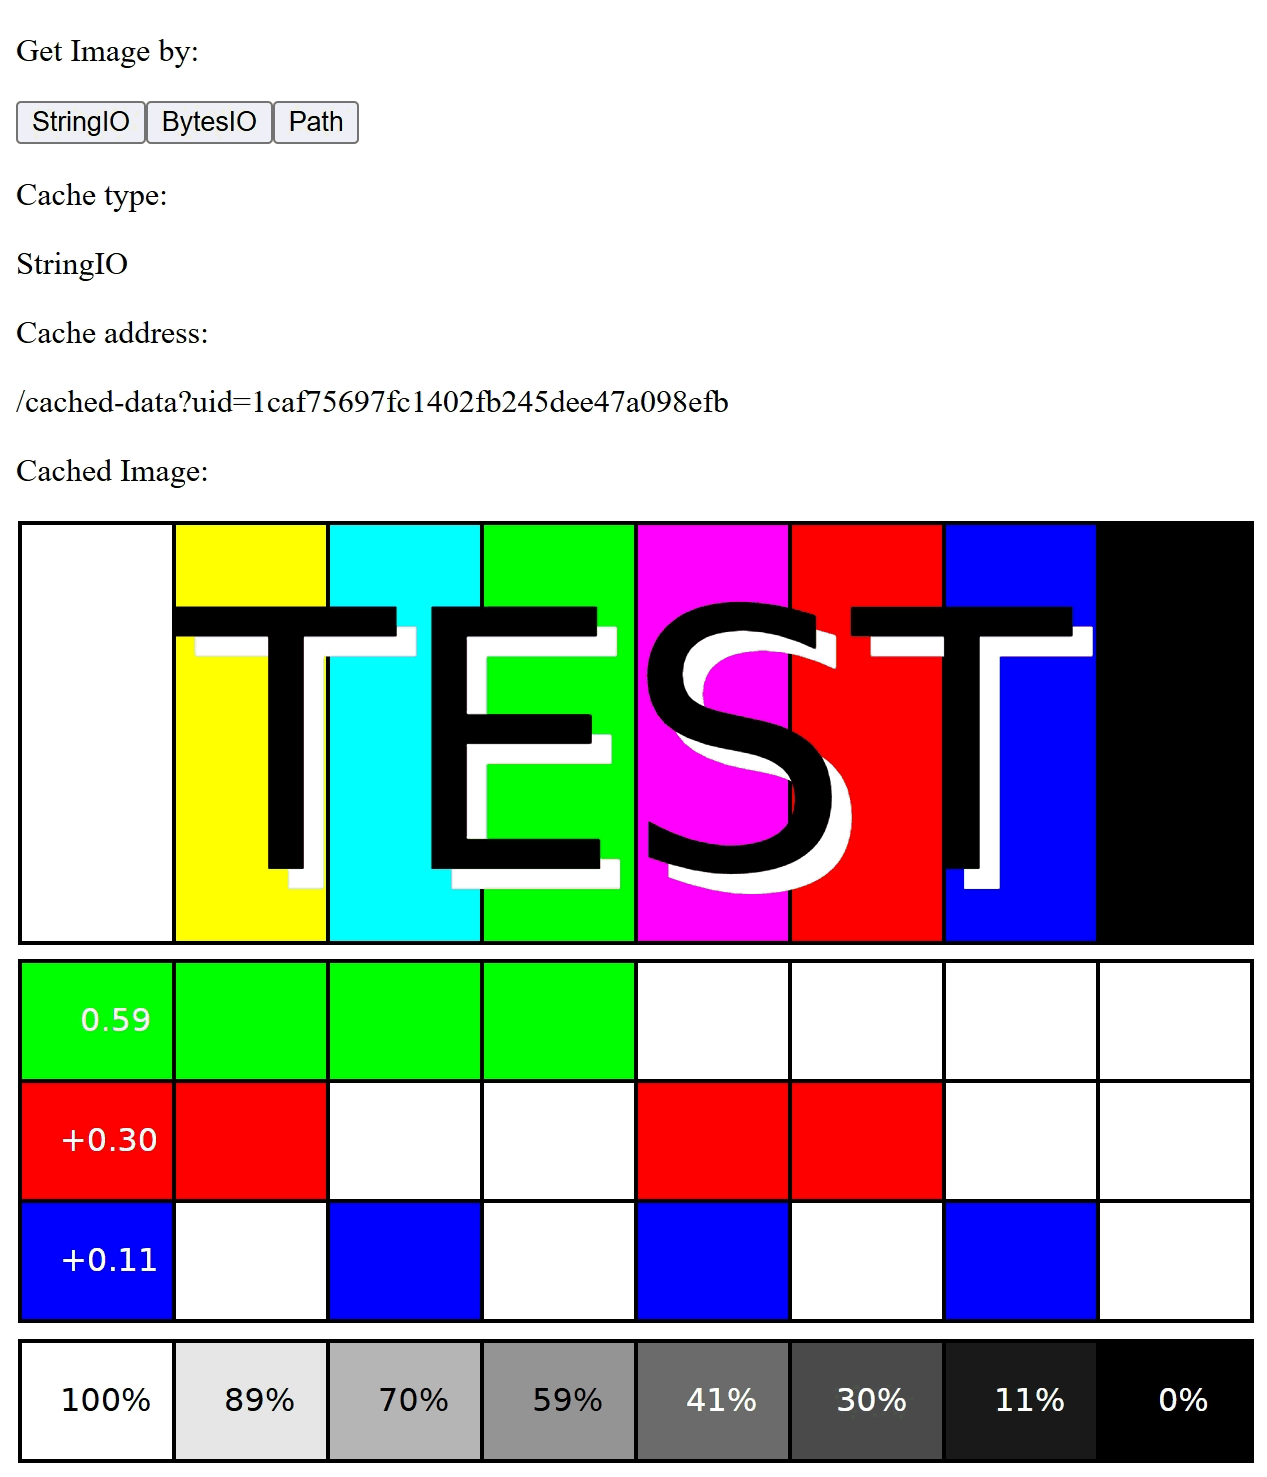 Get Image by:
StringIO BytesIO Path
Cache type:
StringIO
Cache address:
/cached-data?uid=1caf75697fc1402fb245dee47a098efb
Cached Image:
TEST
0.59
+0.30
+0.11
100% 89% 70% 59% 41% 30% 11% 0%